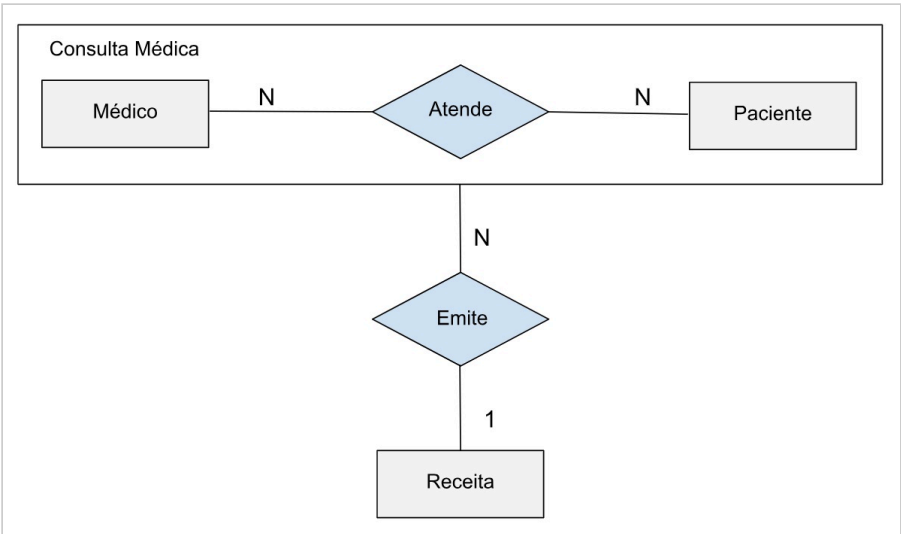 Consulta Médica
Médico
N
Atende
N
Paciente
N
Emite
1
Receita